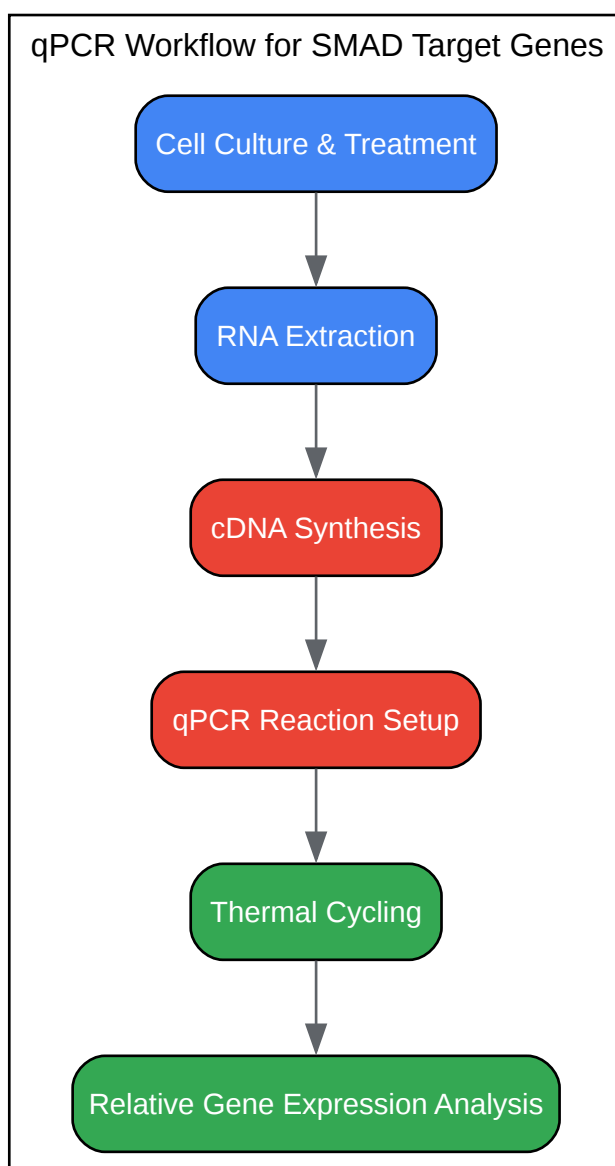 qPCR Workflow for SMAD Target Genes
Cell Culture & Treatment
RNA Extraction
cDNA Synthesis
qPCR Reaction Setup
Thermal Cycling
Relative Gene Expression Analysis